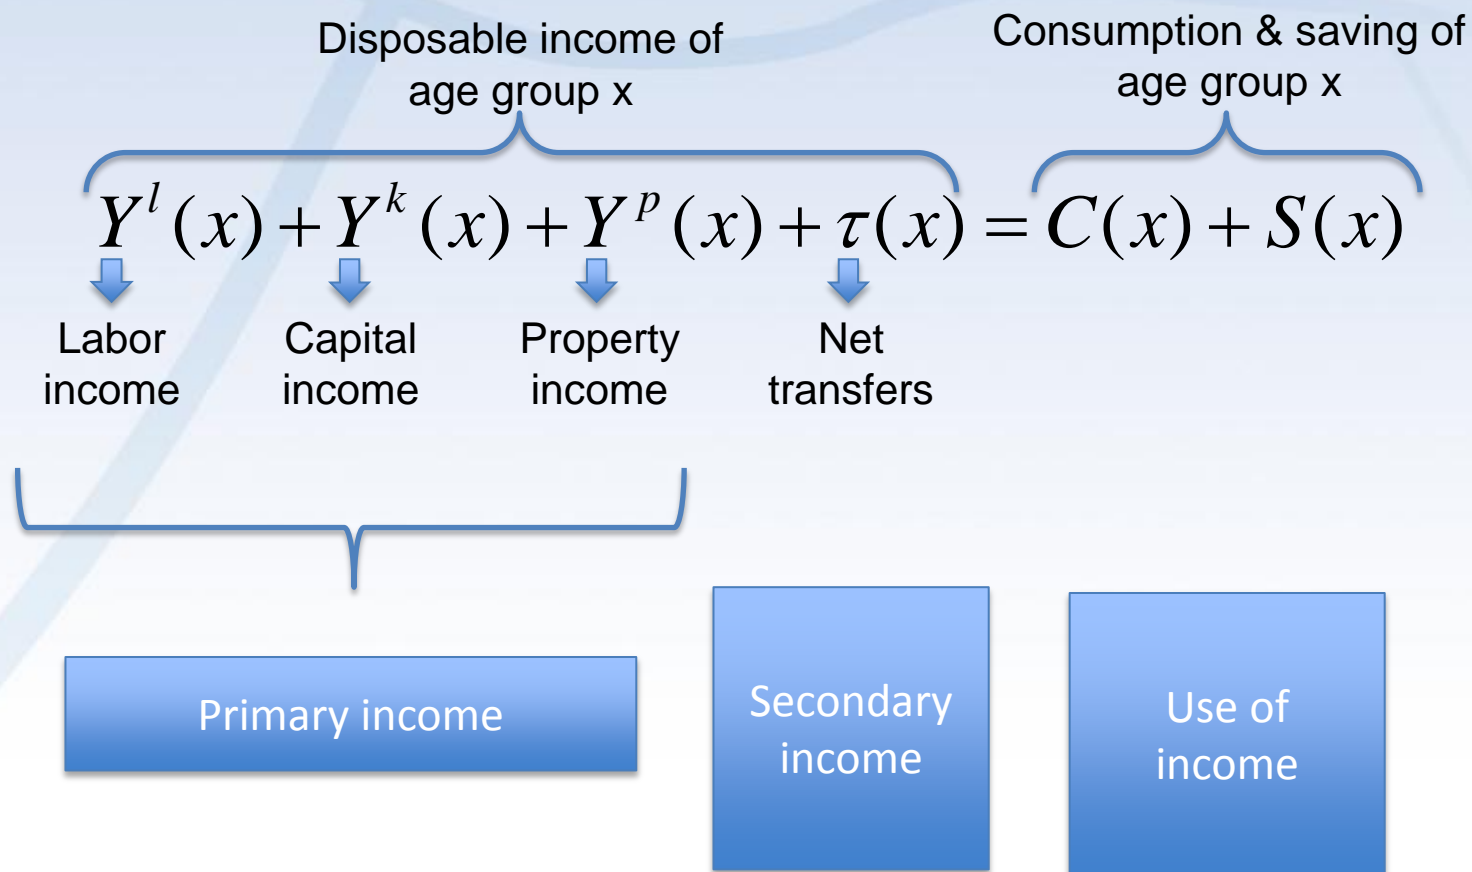 Disposable income of
age group x
Consumption & saving of
age group x
Y^l(x) + Y^k(x) + Y^p(x) + τ(x) = C(x) + S(x)
Labor
income
Capital
income
Property
income
Net
transfers
Primary income
Secondary
income
Use of
income